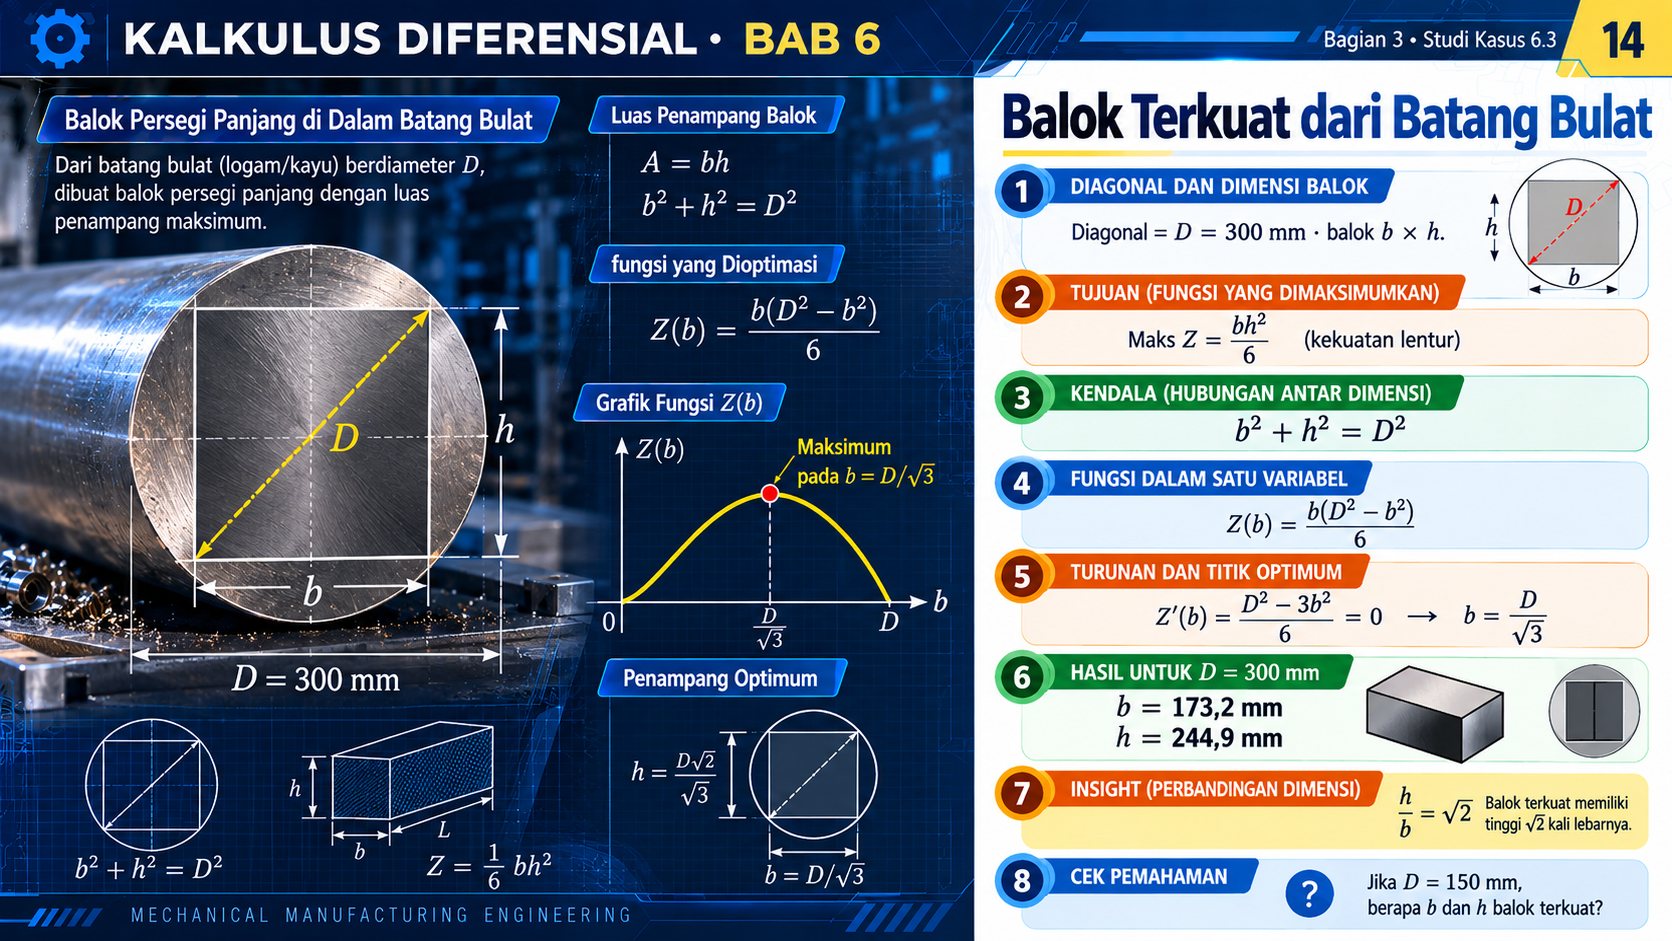 KALKULUS DIFERENSIAL • BAB 6
Bagian 3 • Studi Kasus 6.3
14
Balok Persegi Panjang di Dalam Batang Bulat
Dari batang bulat (logam/kayu) berdiameter D,
dibuat balok persegi panjang dengan luas
penampang maksimum.
D
h
b
D = 300 mm
b² + h² = D²
h
b
L
Z = 1/6 bh²
Luas Penampang Balok
A = bh
b² + h² = D²
fungsi yang Dioptimasi
Z(b) = b(D² − b²)/6
Grafik Fungsi Z(b)
Z(b)
Maksimum
pada b = D/√3
0
D/√3
D
b
Penampang Optimum
h = D√2/√3
b = D/√3
MECHANICAL MANUFACTURING ENGINEERING
Balok Terkuat dari Batang Bulat
1 DIAGONAL DAN DIMENSI BALOK
Diagonal = D = 300 mm · balok b × h.
D
h
b
2 TUJUAN (FUNGSI YANG DIMAKSIMUMKAN)
Maks Z = bh²/6 (kekuatan lentur)
3 KENDALA (HUBUNGAN ANTAR DIMENSI)
b² + h² = D²
4 FUNGSI DALAM SATU VARIABEL
Z(b) = b(D² − b²)/6
5 TURUNAN DAN TITIK OPTIMUM
Z′(b) = D² − 3b²/6 = 0 → b = D/√3
6 HASIL UNTUK D = 300 mm
b = 173,2 mm
h = 244,9 mm
7 INSIGHT (PERBANDINGAN DIMENSI)
h/b = √2
Balok terkuat memiliki
tinggi √2 kali lebarnya.
8 CEK PEMAHAMAN
?
Jika D = 150 mm,
berapa b dan h balok terkuat?